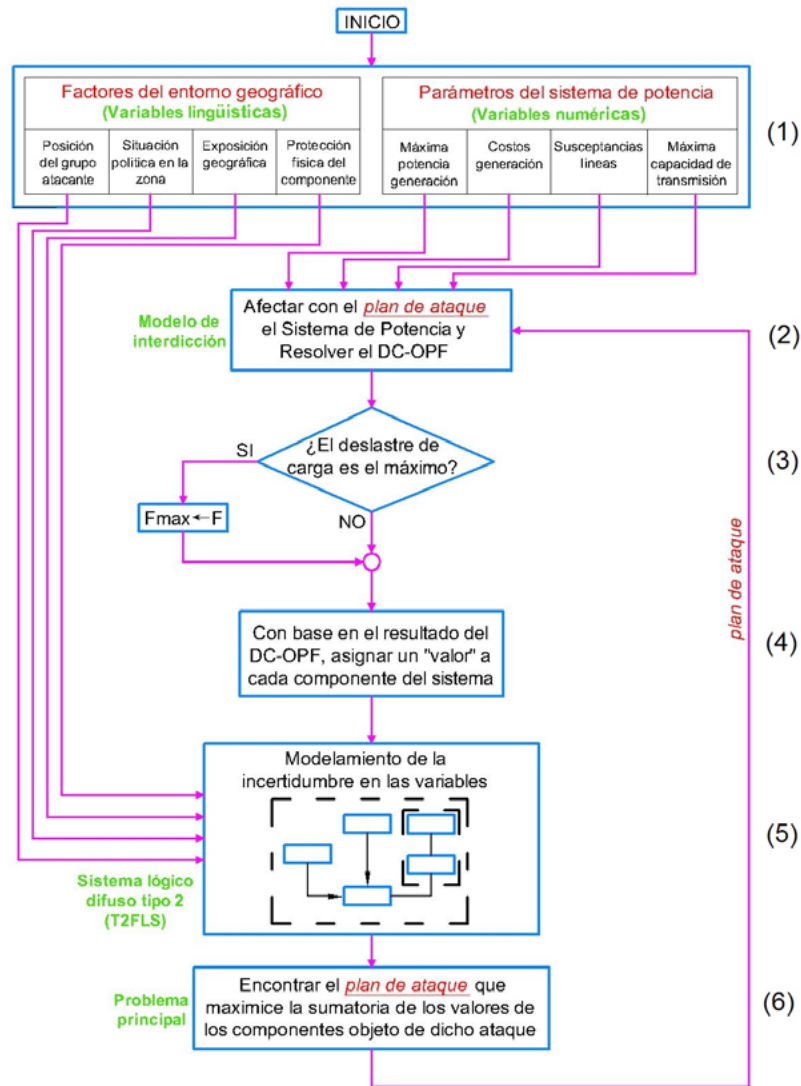 INICIO
Factores del entorno geográfico
(Variables lingüísticas)
Posición
del grupo
atacante
Situación
política en la
zona
Exposición
geográfica
Protección
física del
componente
Parámetros del sistema de potencia
(Variables numéricas)
Máxima
potencia
generación
Costos
generación
Susceptancias
líneas
Máxima
capacidad de
transmisión
(1)
Modelo de
interdicción
Afectar con el plan de ataque
el Sistema de Potencia y
Resolver el DC-OPF
(2)
¿El deslastre de
carga es el máximo?
SI
NO
(3)
Fmax←F
plan de ataque
Con base en el resultado del
DC-OPF, asignar un "valor" a
cada componente del sistema
(4)
Modelamiento de la
incertidumbre en las variables
(5)
Sistema lógico
difuso tipo 2
(T2FLS)
Problema
principal
Encontrar el plan de ataque que
maximice la sumatoria de los valores de
los componentes objeto de dicho ataque
(6)